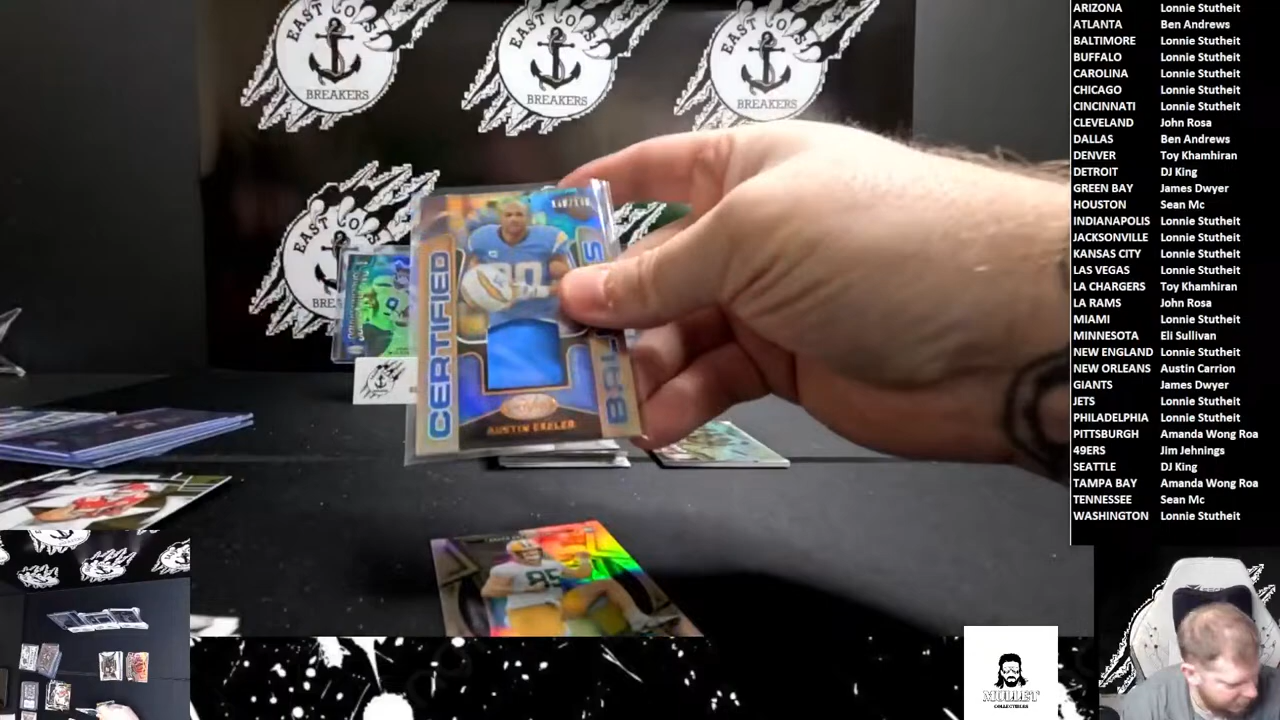 EAST COAST
BREAKERS
EAST COAST
BREAKERS
EAST COAST
BREAKERS
EAST
CERTIFIED
AUSTIN EKELER
85
ARIZONA Lonnie Stutheit
ATLANTA Ben Andrews
BALTIMORE Lonnie Stutheit
BUFFALO Lonnie Stutheit
CAROLINA Lonnie Stutheit
CHICAGO Lonnie Stutheit
CINCINNATI Lonnie Stutheit
CLEVELAND John Rosa
DALLAS Ben Andrews
DENVER Toy Khamhiran
DETROIT DJ King
GREEN BAY James Dwyer
HOUSTON Sean Mc
INDIANAPOLIS Lonnie Stutheit
JACKSONVILLE Lonnie Stutheit
KANSAS CITY Lonnie Stutheit
LAS VEGAS Lonnie Stutheit
LA CHARGERS Toy Khamhiran
LA RAMS John Rosa
MIAMI Lonnie Stutheit
MINNESOTA Eli Sullivan
NEW ENGLAND Lonnie Stutheit
NEW ORLEANS Austin Carrion
GIANTS James Dwyer
JETS Lonnie Stutheit
PHILADELPHIA Lonnie Stutheit
PITTSBURGH Amanda Wong Roa
49ERS Jim Jehnings
SEATTLE DJ King
TAMPA BAY Amanda Wong Roa
TENNESSEE Sean Mc
WASHINGTON Lonnie Stutheit
MULLET
COLLECTIBLES